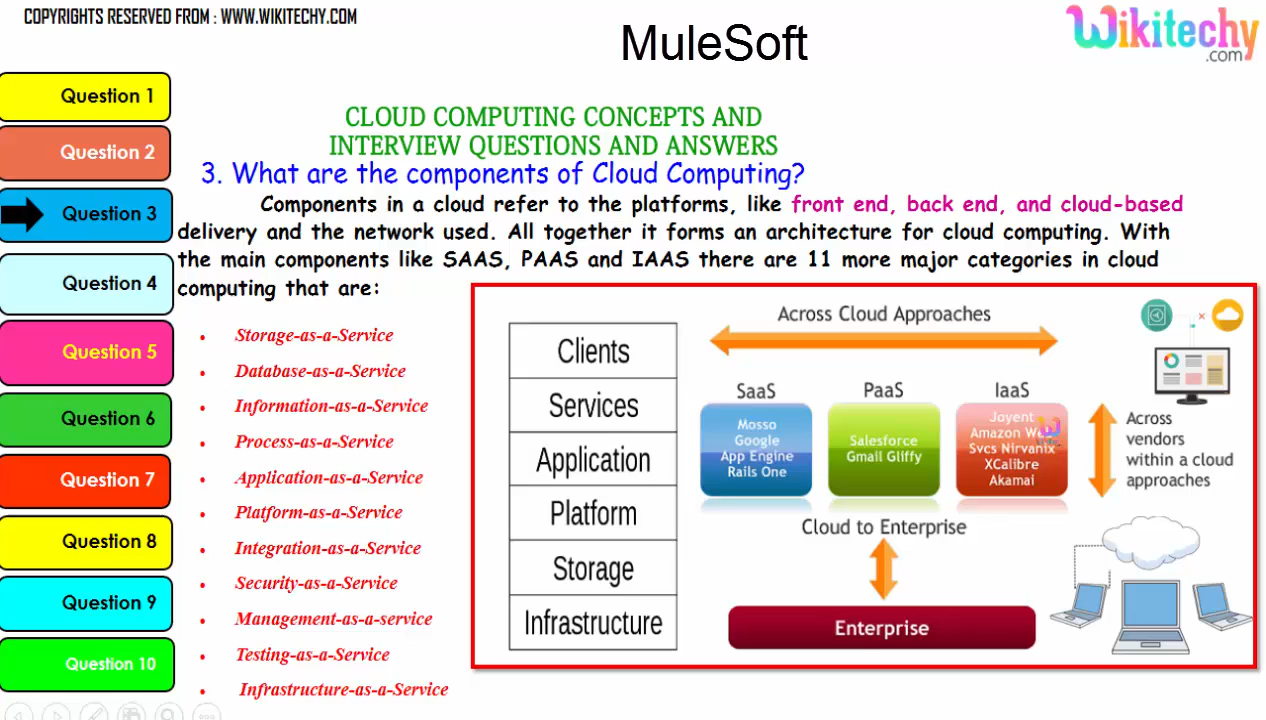 COPYRIGHTS RESERVED FROM : WWW.WIKITECHY.COM
MuleSoft
Wikitechy
.com
Question 1
Question 2
Question 3
Question 4
Question 5
Question 6
Question 7
Question 8
Question 9
Question 10
CLOUD COMPUTING CONCEPTS AND
INTERVIEW QUESTIONS AND ANSWERS
3. What are the components of Cloud Computing?
Components in a cloud refer to the platforms, like front end, back end, and cloud-based
delivery and the network used. All together it forms an architecture for cloud computing. With
the main components like SAAS, PAAS and IAAS there are 11 more major categories in cloud
computing that are:
• Storage-as-a-Service
• Database-as-a-Service
• Information-as-a-Service
• Process-as-a-Service
• Application-as-a-Service
• Platform-as-a-Service
• Integration-as-a-Service
• Security-as-a-Service
• Management-as-a-service
• Testing-as-a-Service
• Infrastructure-as-a-Service
Clients
Services
Application
Platform
Storage
Infrastructure
Across Cloud Approaches
SaaS
Mosso
Google
App Engine
Rails One
PaaS
Salesforce
Gmail Gliffy
IaaS
Joyent
Amazon
Svcs Nirvanix
XCalibre
Akamai
Across
vendors
within a cloud
approaches
Cloud to Enterprise
Enterprise